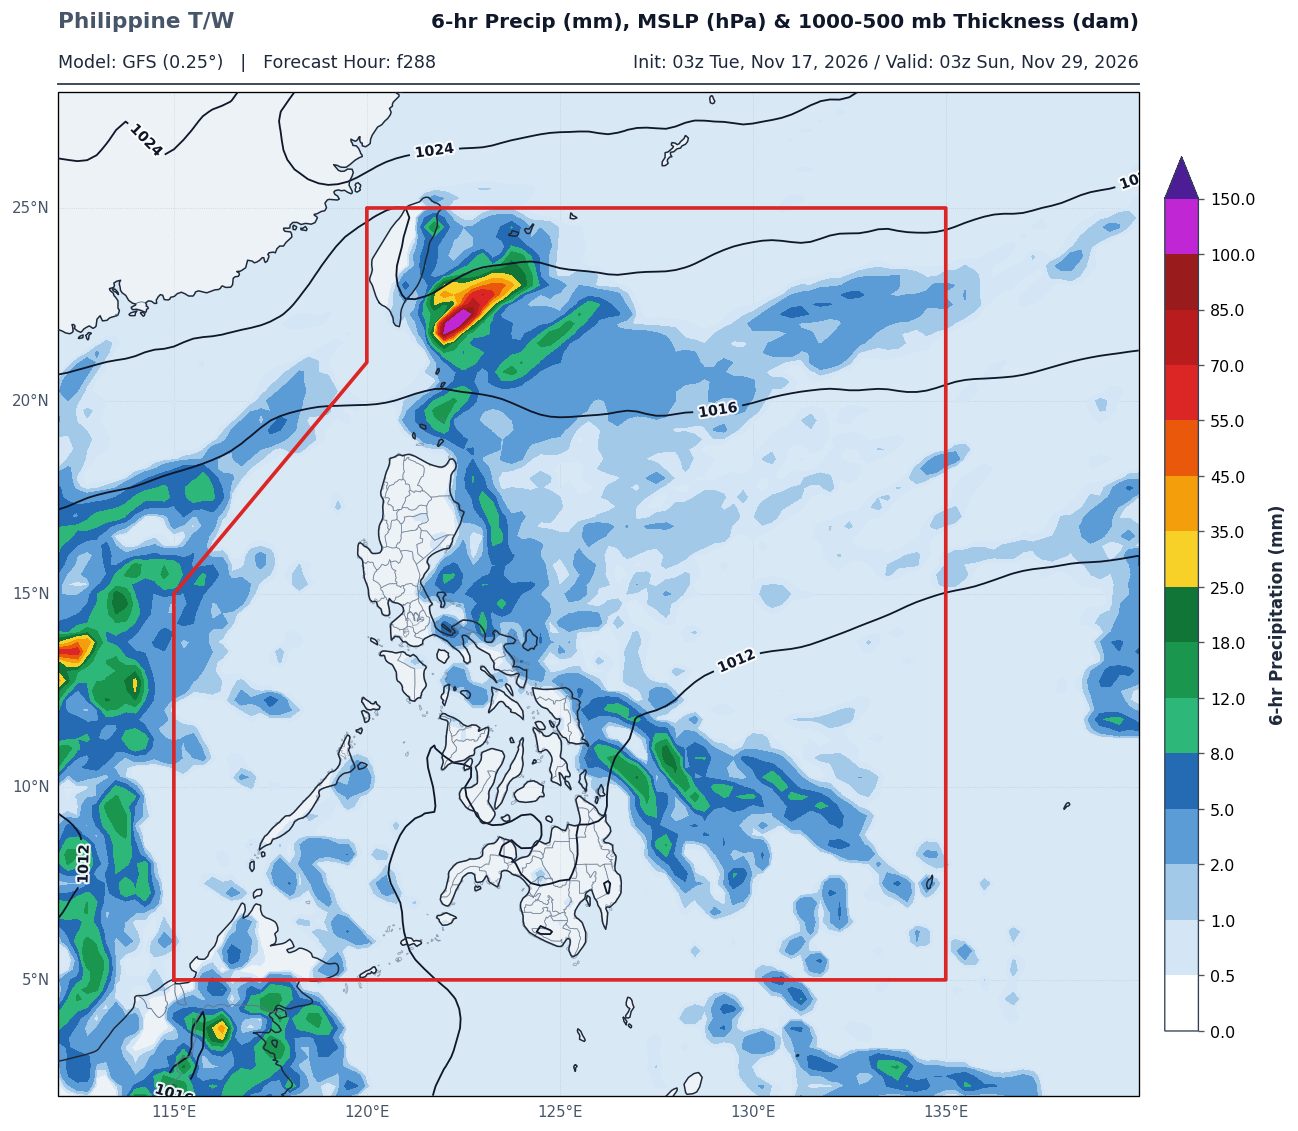 Philippine T/W
6-hr Precip (mm), MSLP (hPa) & 1000-500 mb Thickness (dam)
Model: GFS (0.25°) | Forecast Hour: f288
Init: 03z Tue, Nov 17, 2026 / Valid: 03z Sun, Nov 29, 2026
1024
1024
10
25°N
20°N
15°N
10°N
5°N
1016
1012
1012
1016
115°E
120°E
125°E
130°E
135°E
150.0
100.0
85.0
70.0
55.0
45.0
35.0
25.0
18.0
12.0
8.0
5.0
2.0
1.0
0.5
0.0
6-hr Precipitation (mm)